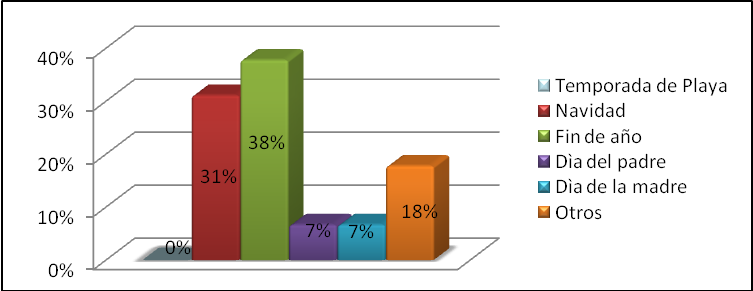 40%
30%
20%
10%
0%
0%
31%
38%
7%
7%
18%
Temporada de Playa
Navidad
Fin de año
Dìa del padre
Dìa de la madre
Otros